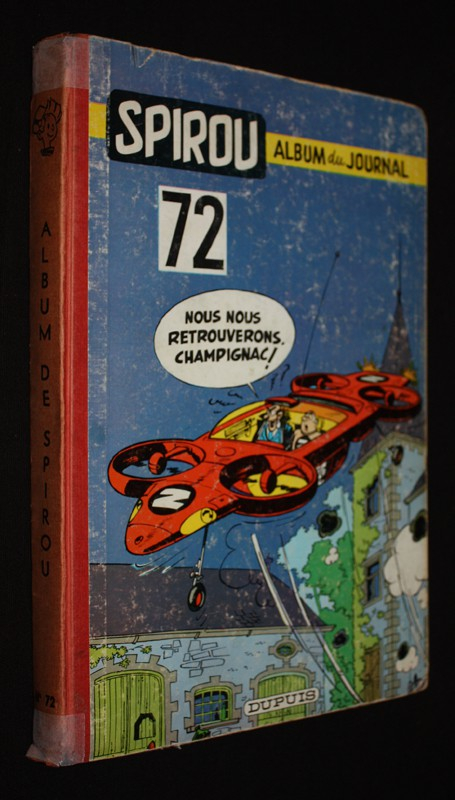 SPIROU
ALBUM du JOURNAL
72
NOUS NOUS
RETROUVERONS,
CHAMPIGNAC!
??
N
DUPUIS
ALBUM DE SPIROU
N° 72